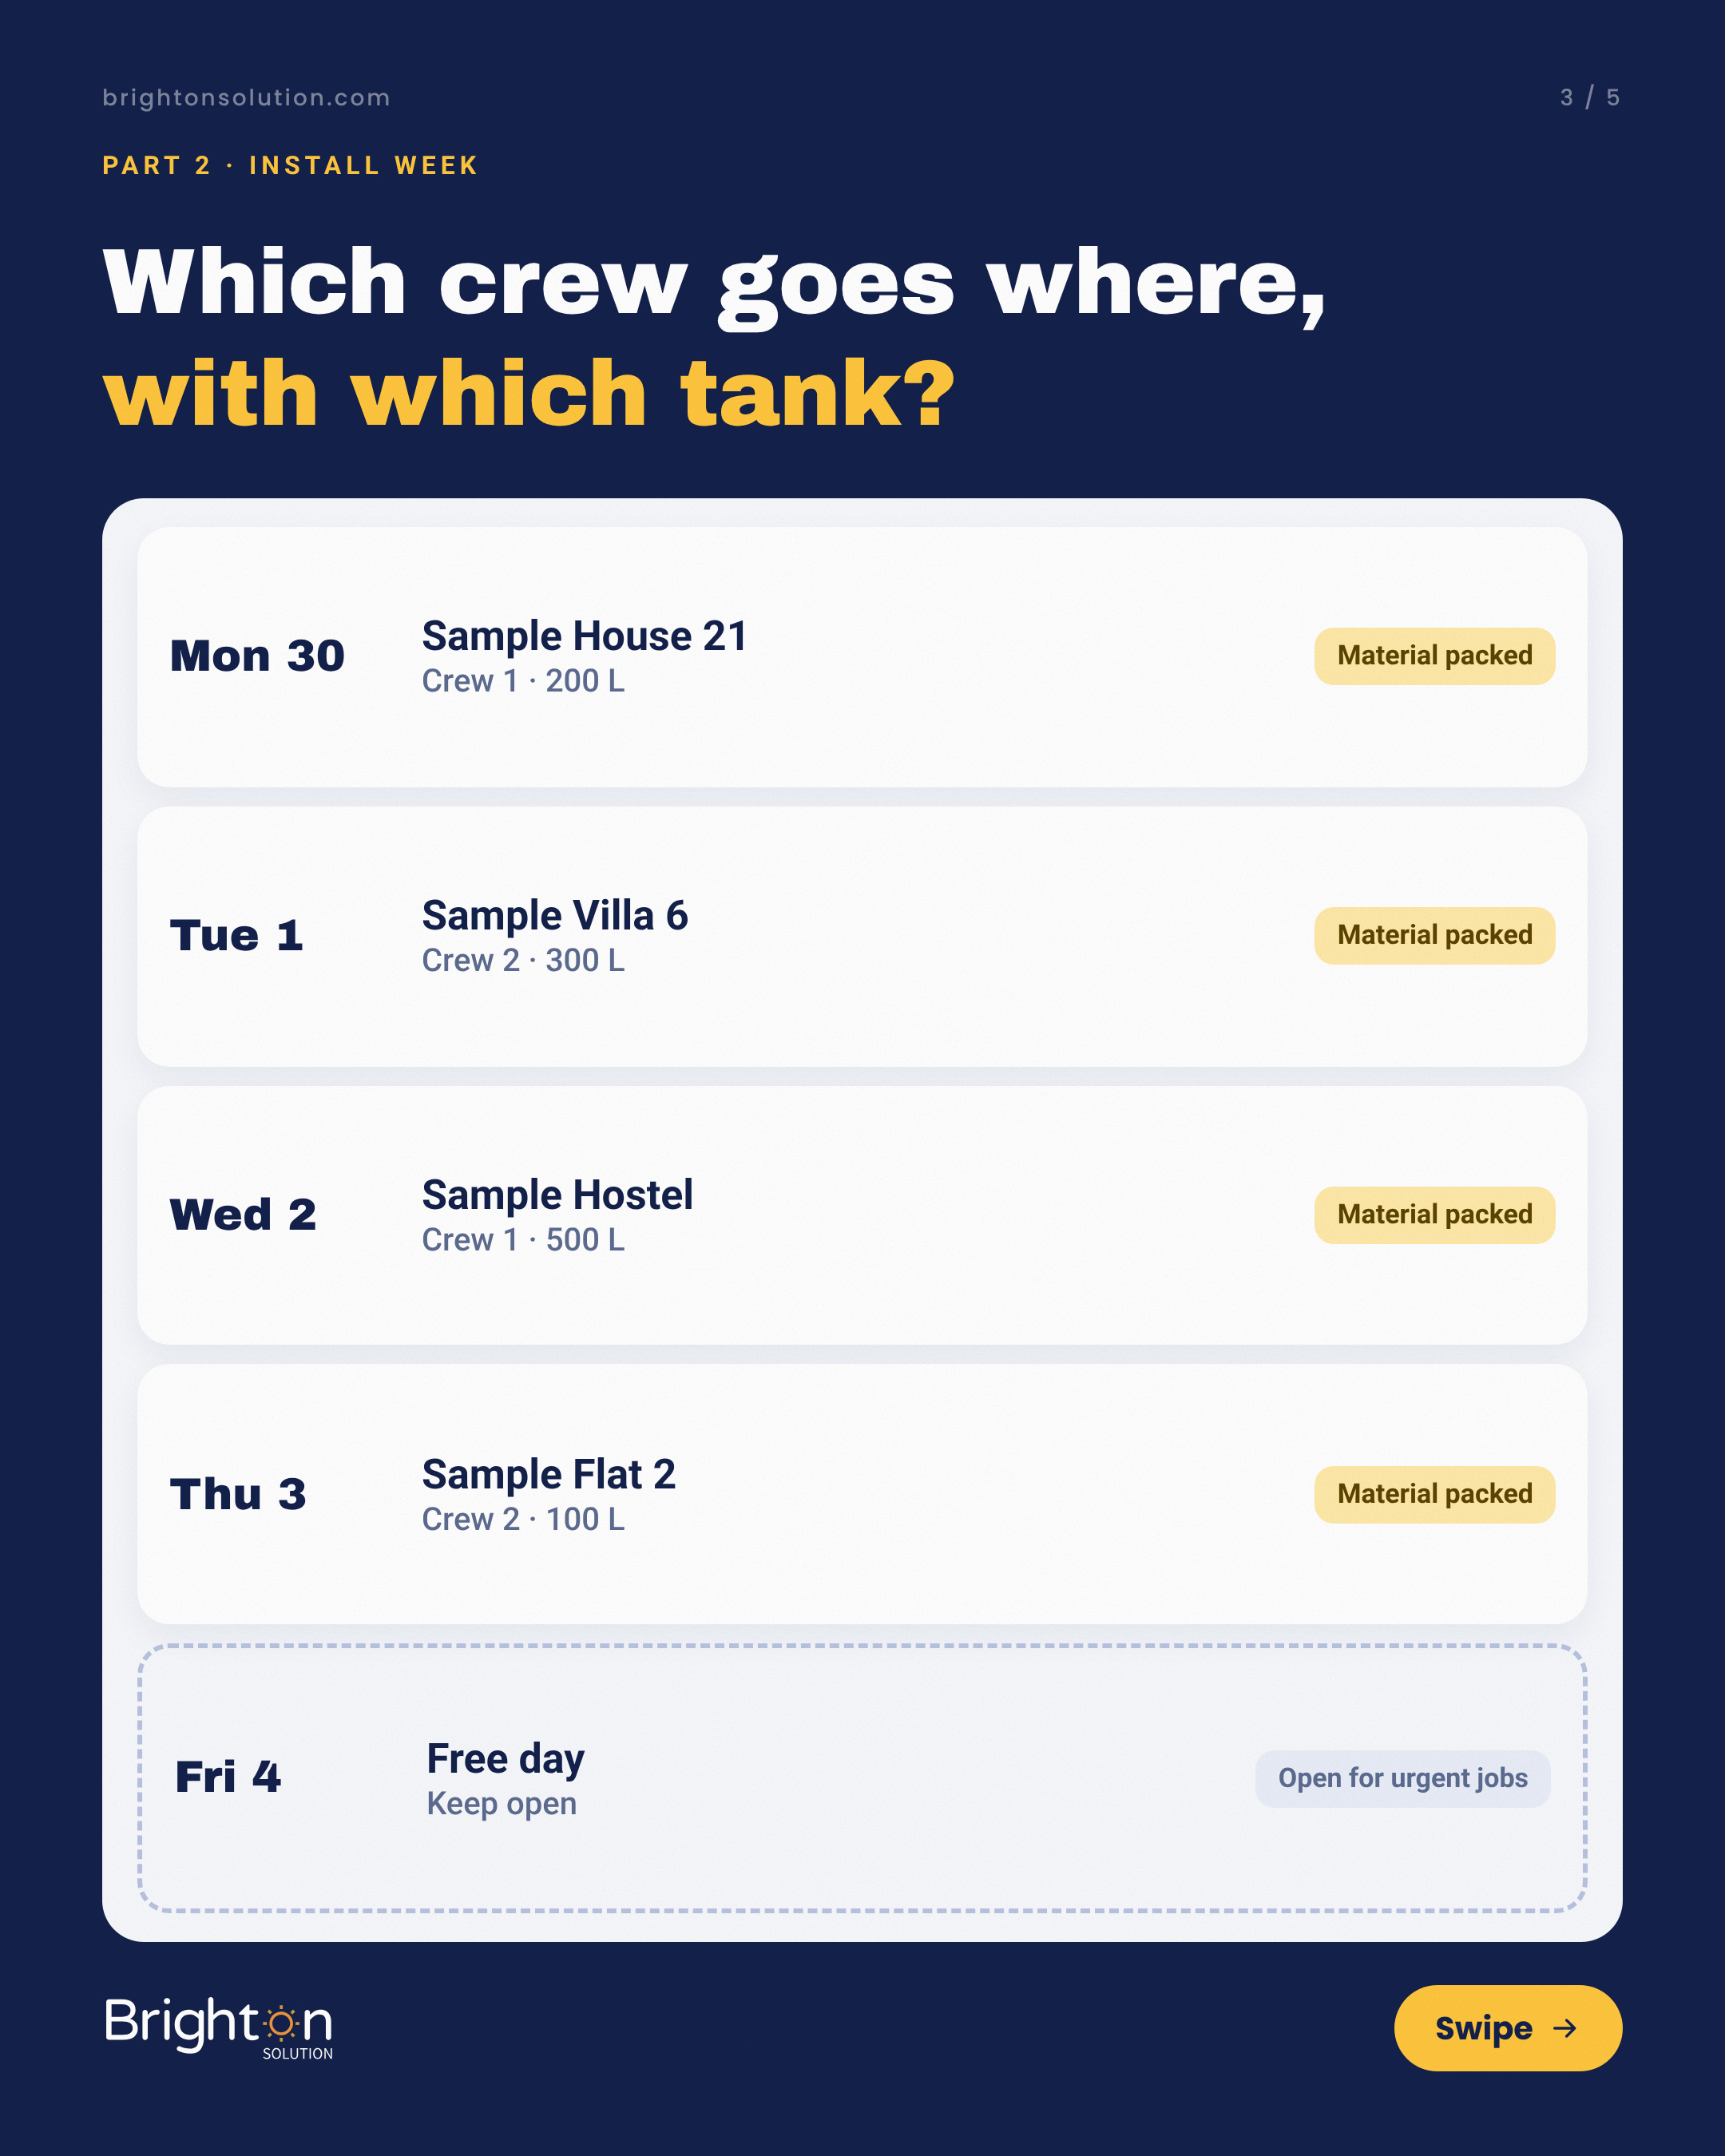 brightonsolution.com
3 / 5
PART 2 · INSTALL WEEK
Which crew goes where,
with which tank?
Mon 30
Sample House 21
Crew 1 · 200 L
Material packed
Tue 1
Sample Villa 6
Crew 2 · 300 L
Material packed
Wed 2
Sample Hostel
Crew 1 · 500 L
Material packed
Thu 3
Sample Flat 2
Crew 2 · 100 L
Material packed
Fri 4
Free day
Keep open
Open for urgent jobs
Brighton
SOLUTION
Swipe →